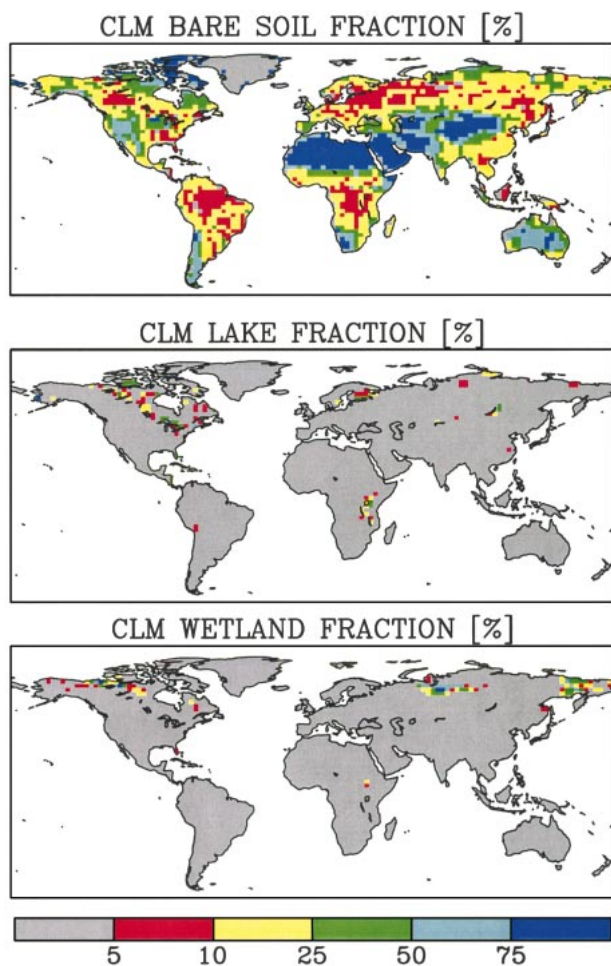 CLM BARE SOIL FRACTION [%]
CLM LAKE FRACTION [%]
CLM WETLAND FRACTION [%]
5 10 25 50 75